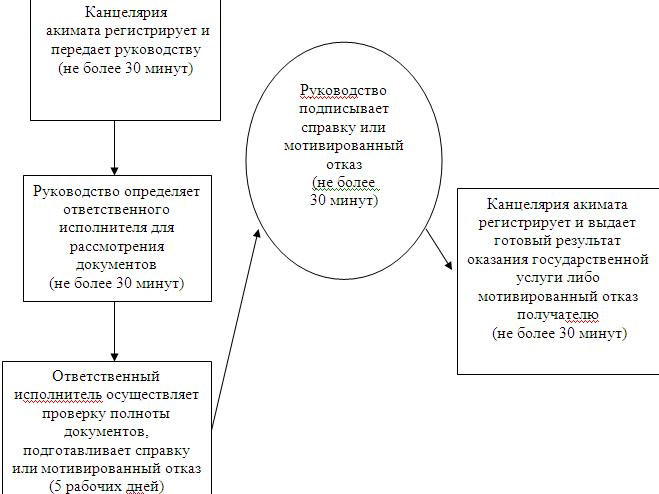 Канцелярия
акимата регистрирует и
передает руководству
(не более 30 минут)
Руководство определяет
ответственного
исполнителя для
рассмотрения
документов
(не более 30 минут)
Ответственный
исполнитель осуществляет
проверку полноты
документов,
подготавливает справку
или мотивированный отказ
(5 рабочих дней)
Руководство
подписывает
справку или
мотивированный
отказ
(не более
30 минут)
Канцелярия акимата
регистрирует и выдает
готовый результат
оказания государственной
услуги либо
мотивированный отказ
получателю
(не более 30 минут)